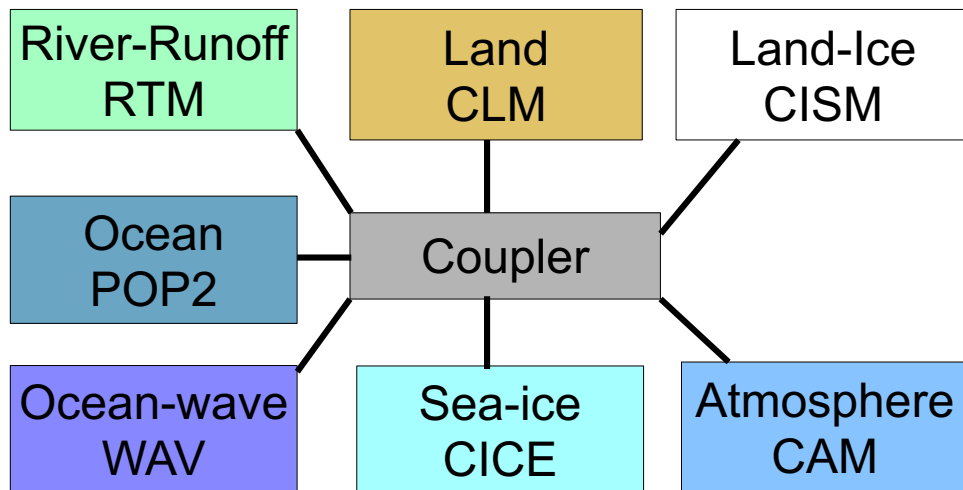 River-Runoff
RTM
Land
CLM
Land-Ice
CISM
Ocean
POP2
Coupler
Ocean-wave
WAV
Sea-ice
CICE
Atmosphere
CAM